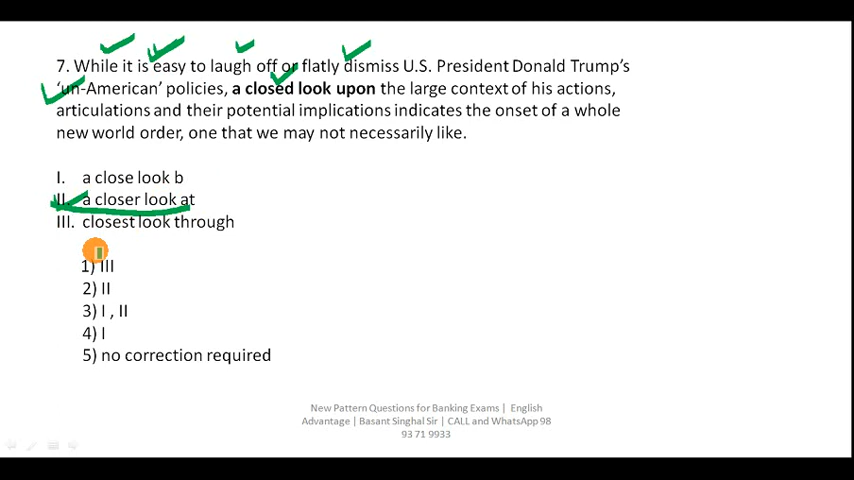 7. While it is easy to laugh off or flatly dismiss U.S. President Donald Trump's
'un-American' policies, a closed look upon the large context of his actions,
articulations and their potential implications indicates the onset of a whole
new world order, one that we may not necessarily like.
I. a close look b
II. a closer look at
III. closest look through
1) III
2) II
3) I , II
4) I
5) no correction required
New Pattern Questions for Banking Exams | English
Advantage | Basant Singhal Sir | CALL and WhatsApp 98
93 71 9933